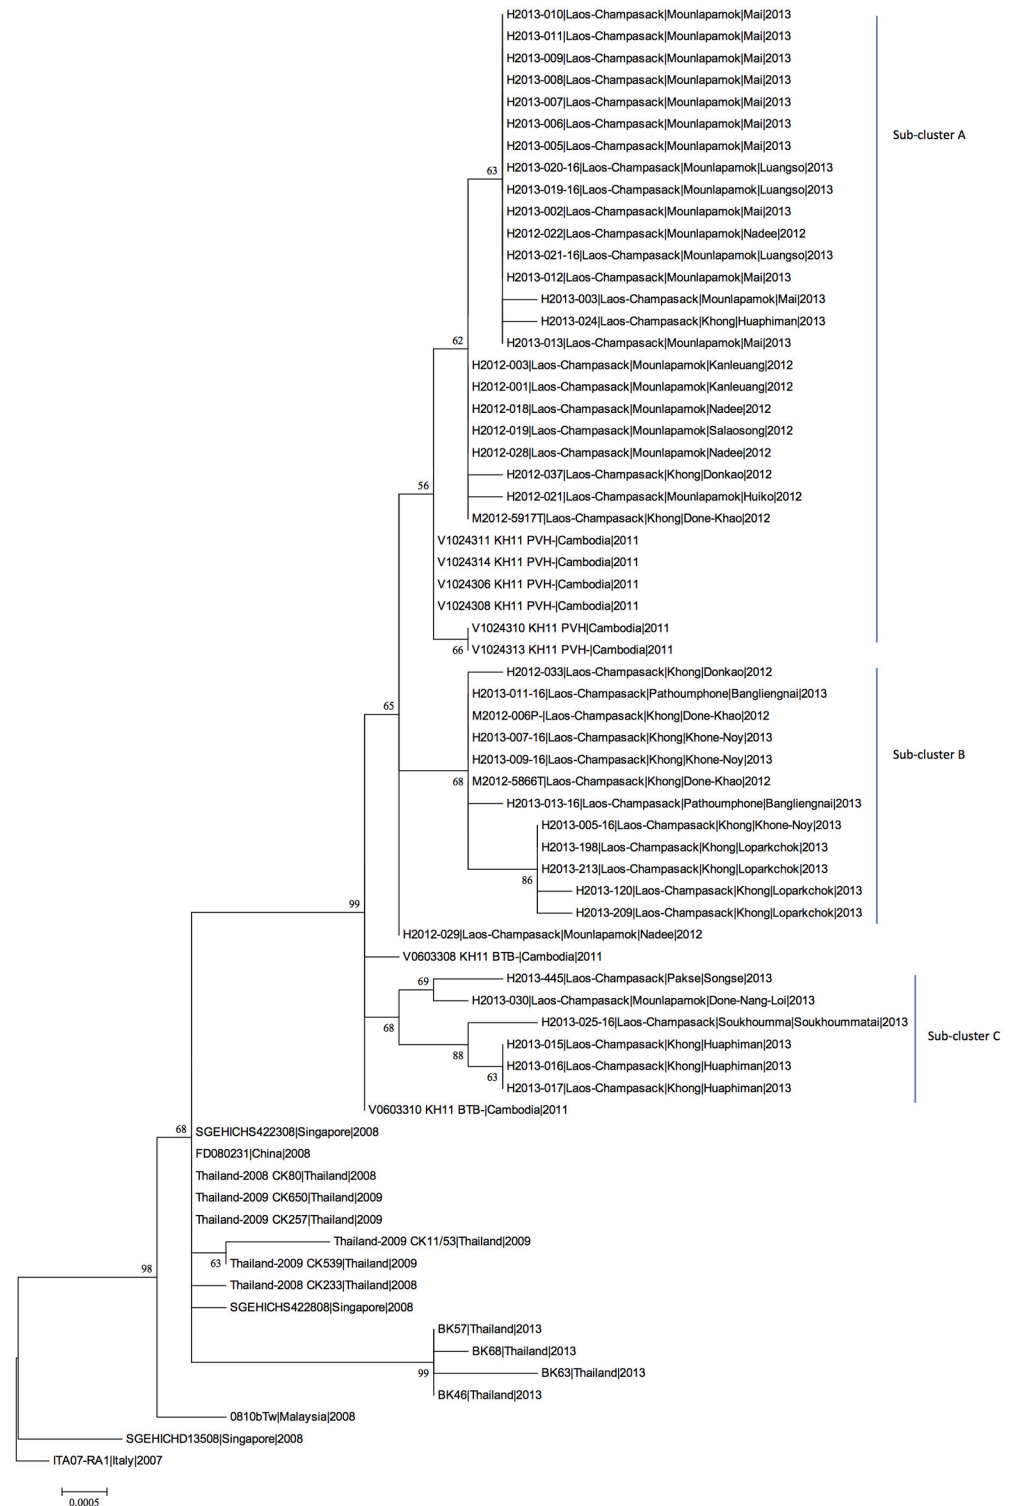 H2013-010|Laos-Champasack|Mounlapamok|Mai|2013
H2013-011|Laos-Champasack|Mounlapamok|Mai|2013
H2013-009|Laos-Champasack|Mounlapamok|Mai|2013
H2013-008|Laos-Champasack|Mounlapamok|Mai|2013
H2013-007|Laos-Champasack|Mounlapamok|Mai|2013
H2013-006|Laos-Champasack|Mounlapamok|Mai|2013
Sub-cluster A
H2013-005|Laos-Champasack|Mounlapamok|Mai|2013
63
H2013-020-16|Laos-Champasack|Mounlapamok|Luangso|2013
H2013-019-16|Laos-Champasack|Mounlapamok|Luangso|2013
H2013-002|Laos-Champasack|Mounlapamok|Mai|2013
H2012-022|Laos-Champasack|Mounlapamok|Nadee|2012
H2013-021-16|Laos-Champasack|Mounlapamok|Luangso|2013
H2013-012|Laos-Champasack|Mounlapamok|Mai|2013
H2013-003|Laos-Champasack|Mounlapamok|Mai|2013
H2013-024|Laos-Champasack|Khong|Huaphiman|2013
62
H2013-013|Laos-Champasack|Mounlapamok|Mai|2013
H2012-003|Laos-Champasack|Mounlapamok|Kanleuang|2012
H2012-001|Laos-Champasack|Mounlapamok|Kanleuang|2012
H2012-018|Laos-Champasack|Mounlapamok|Nadee|2012
H2012-019|Laos-Champasack|Mounlapamok|Salaosong|2012
H2012-028|Laos-Champasack|Mounlapamok|Nadee|2012
H2012-037|Laos-Champasack|Khong|Donkao|2012
56
H2012-021|Laos-Champasack|Mounlapamok|Huiko|2012
M2012-5917T|Laos-Champasack|Khong|Done-Khao|2012
V1024311 KH11 PVH-|Cambodia|2011
V1024314 KH11 PVH-|Cambodia|2011
V1024306 KH11 PVH-|Cambodia|2011
V1024308 KH11 PVH-|Cambodia|2011
V1024310 KH11 PVH|Cambodia|2011
66
V1024313 KH11 PVH-|Cambodia|2011
H2012-033|Laos-Champasack|Khong|Donkao|2012
H2013-011-16|Laos-Champasack|Pathoumphone|Bangliengnai|2013
65
M2012-006P-|Laos-Champasack|Khong|Done-Khao|2012
H2013-007-16|Laos-Champasack|Khong|Khone-Noy|2013
Sub-cluster B
H2013-009-16|Laos-Champasack|Khong|Khone-Noy|2013
68
M2012-5866T|Laos-Champasack|Khong|Done-Khao|2012
H2013-013-16|Laos-Champasack|Pathoumphone|Bangliengnai|2013
H2013-005-16|Laos-Champasack|Khong|Khone-Noy|2013
H2013-198|Laos-Champasack|Khong|Loparkchok|2013
H2013-213|Laos-Champasack|Khong|Loparkchok|2013
86
H2013-120|Laos-Champasack|Khong|Loparkchok|2013
99
H2013-209|Laos-Champasack|Khong|Loparkchok|2013
H2012-029|Laos-Champasack|Mounlapamok|Nadee|2012
V0603308 KH11 BTB-|Cambodia|2011
69
H2013-445|Laos-Champasack|Pakse|Songse|2013
H2013-030|Laos-Champasack|Mounlapamok|Done-Nang-Loi|2013
68
H2013-025-16|Laos-Champasack|Soukhoumma|Soukhoummatai|2013
Sub-cluster C
H2013-015|Laos-Champasack|Khong|Huaphiman|2013
88
H2013-016|Laos-Champasack|Khong|Huaphiman|2013
63
H2013-017|Laos-Champasack|Khong|Huaphiman|2013
V0603310 KH11 BTB-|Cambodia|2011
68
SGEHICHS422308|Singapore|2008
FD080231|China|2008
Thailand-2008 CK80|Thailand|2008
Thailand-2009 CK650|Thailand|2009
Thailand-2009 CK257|Thailand|2009
Thailand-2009 CK11/53|Thailand|2009
63
Thailand-2009 CK539|Thailand|2009
98
Thailand-2008 CK233|Thailand|2008
SGEHICHS422808|Singapore|2008
BK57|Thailand|2013
BK68|Thailand|2013
99
BK63|Thailand|2013
BK46|Thailand|2013
0810bTw|Malaysia|2008
SGEHICHD13508|Singapore|2008
ITA07-RA1|Italy|2007
0.0005